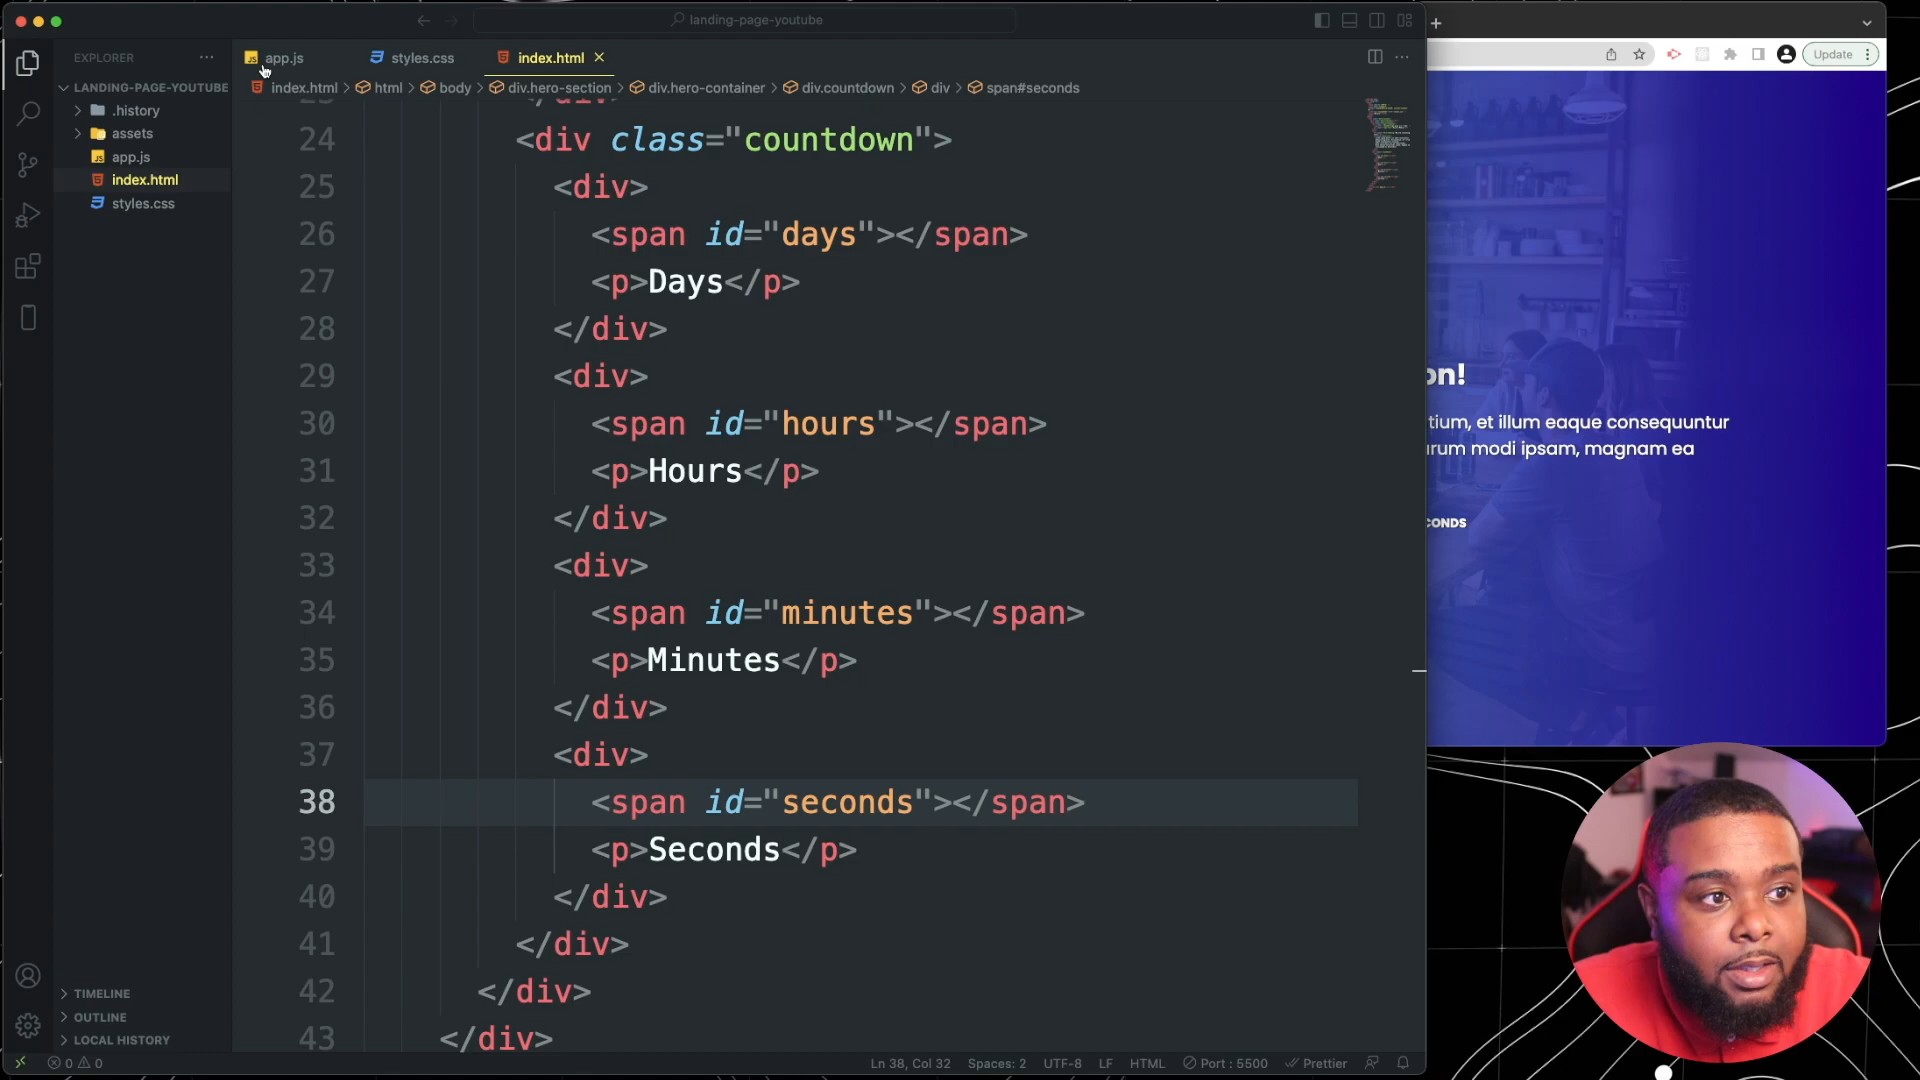 landing-page-youtube
EXPLORER
app.js
styles.css
index.html
Update
LANDING-PAGE-YOUTUBE
index.html > html > body > div.hero-section > div.hero-container > div.countdown > div > span#seconds
.history
assets
app.js
index.html
styles.css
24 <div class="countdown">
25 <div>
26 <span id="days"></span>
27 <p>Days</p>
28 </div>
29 <div>
30 <span id="hours"></span>
31 <p>Hours</p>
32 </div>
33 <div>
34 <span id="minutes"></span>
35 <p>Minutes</p>
36 </div>
37 <div>
38 <span id="seconds"></span>
39 <p>Seconds</p>
40 </div>
41 </div>
42 </div>
43 </div>
on!
tium, et illum eaque consequuntur
rum modi ipsam, magnam ea
CONDS
TIMELINE
OUTLINE
LOCAL HISTORY
0 0
Ln 38, Col 32
Spaces: 2
UTF-8
LF
HTML
Port : 5500
Prettier